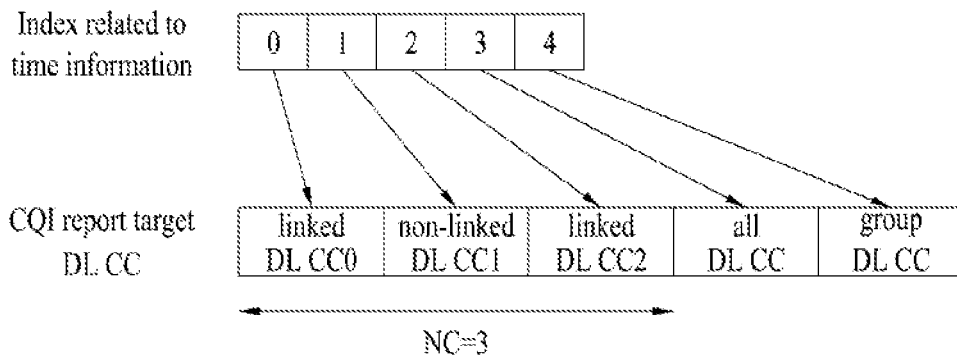 Index related to
time information
0 1 2 3 4
CQI report target
DL CC
linked
DL CC0
non-linked
DL CC1
linked
DL CC2
all
DL CC
group
DL CC
NC=3